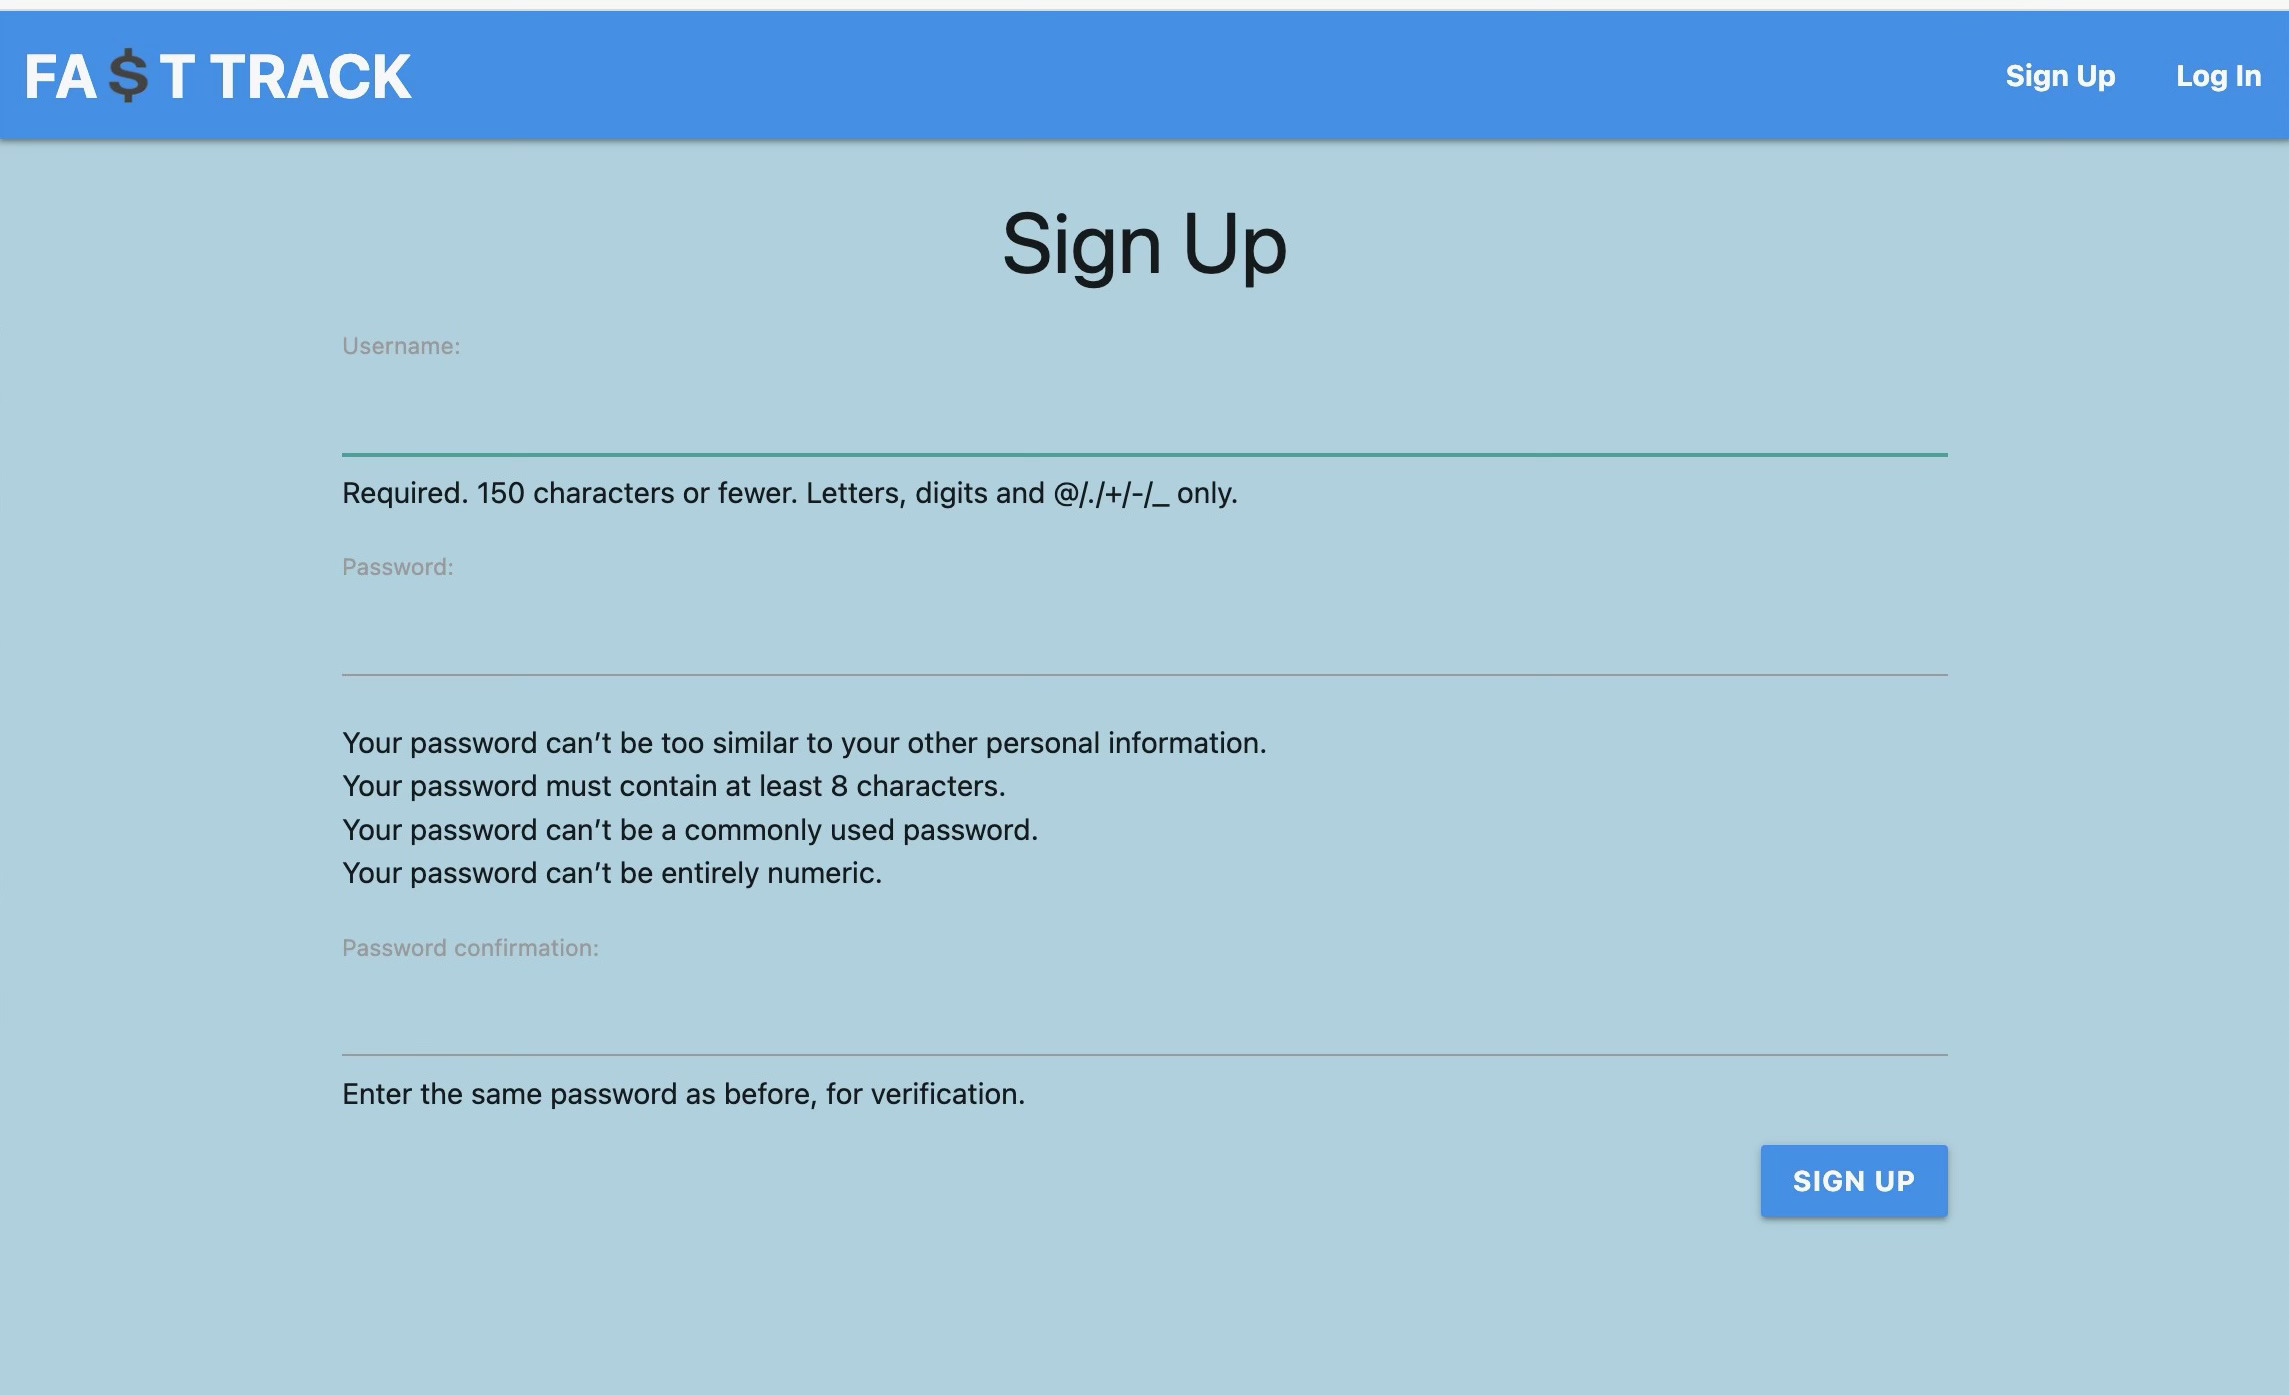 FA$T TRACK
Sign Up
Log In
Sign Up
Username:
Required. 150 characters or fewer. Letters, digits and @/./+/-/_ only.
Password:
Your password can’t be too similar to your other personal information.
Your password must contain at least 8 characters.
Your password can’t be a commonly used password.
Your password can’t be entirely numeric.
Password confirmation:
Enter the same password as before, for verification.
SIGN UP